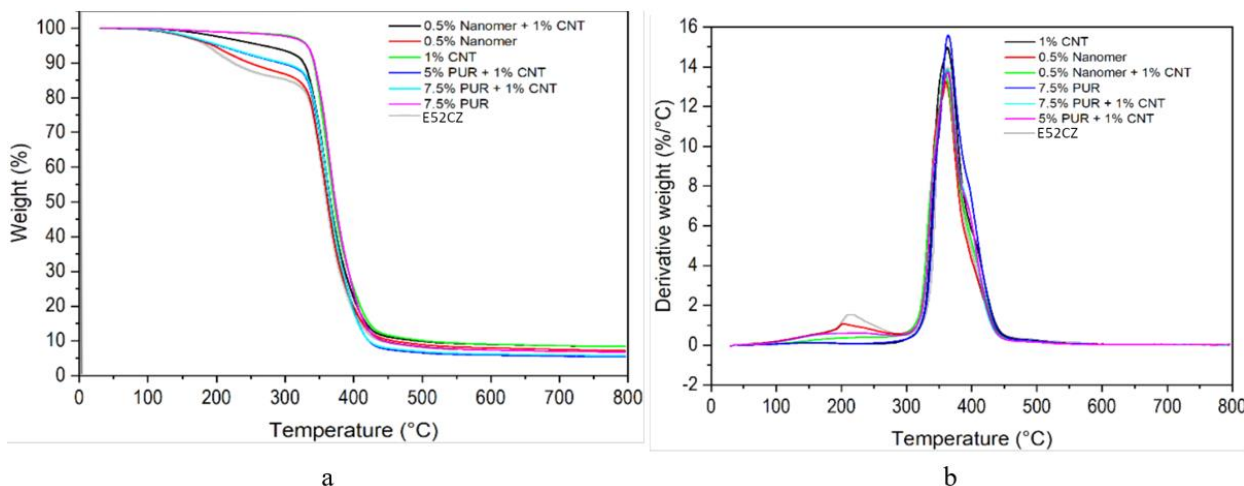 100
90
80
70
60
50
40
30
20
10
0
Weight (%)
0.5% Nanomer + 1% CNT
0.5% Nanomer
1% CNT
5% PUR + 1% CNT
7.5% PUR + 1% CNT
7.5% PUR
E52CZ
0 100 200 300 400 500 600 700 800
Temperature (°C)
a
16
14
12
10
8
6
4
2
0
-2
Derivative weight (%/°C)
1% CNT
0.5% Nanomer
0.5% Nanomer + 1% CNT
7.5% PUR
7.5% PUR + 1% CNT
5% PUR + 1% CNT
E52CZ
0 100 200 300 400 500 600 700 800
Temperature (°C)
b